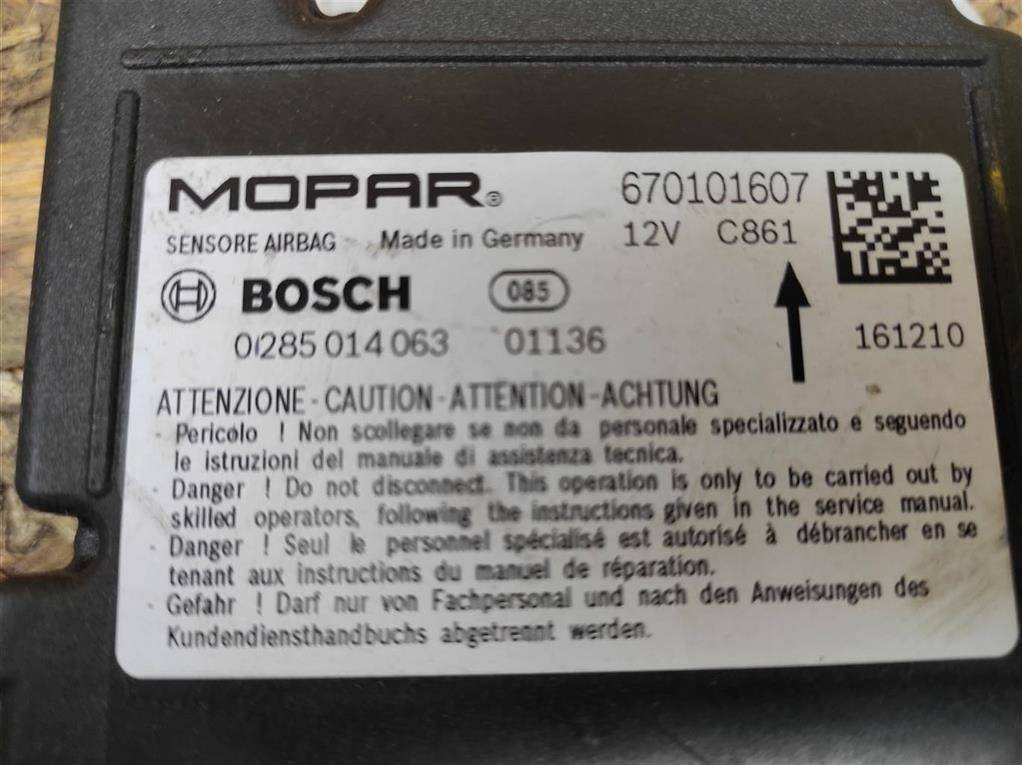 MOPAR® 670101607
SENSORE AIRBAG Made in Germany 12V C861
BOSCH 085
0285 014 063 01136 161210
ATTENZIONE - CAUTION - ATTENTION - ACHTUNG
- Pericolo ! Non scollegare se non da personale specializzato e seguendo
le istruzioni del manuale di assistenza tecnica.
- Danger ! Do not disconnect. This operation is only to be carried out by
skilled operators, following the instructions given in the service manual.
- Danger ! Seul le personnel spécialisé est autorisé à débrancher en se
tenant aux instructions du manuel de réparation.
- Gefahr ! Darf nur von Fachpersonal und nach den Anweisungen des
Kundendiensthandbuchs abgetrennt werden.